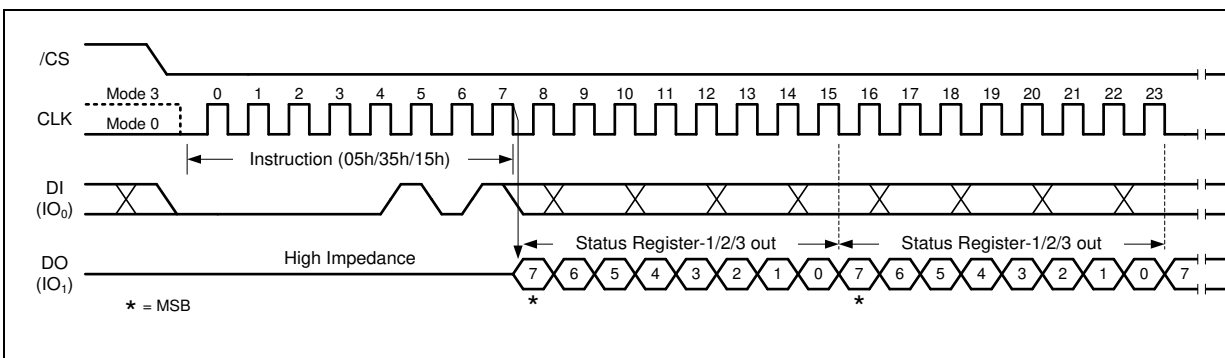 /CS
Mode 3
0 1 2 3 4 5 6 7 8 9 10 11 12 13 14 15 16 17 18 19 20 21 22 23
CLK
Mode 0
Instruction (05h/35h/15h)
DI
(IO₀)
Status Register-1/2/3 out Status Register-1/2/3 out
High Impedance
DO
(IO₁)
7 6 5 4 3 2 1 0 7 6 5 4 3 2 1 0 7
* *
* = MSB